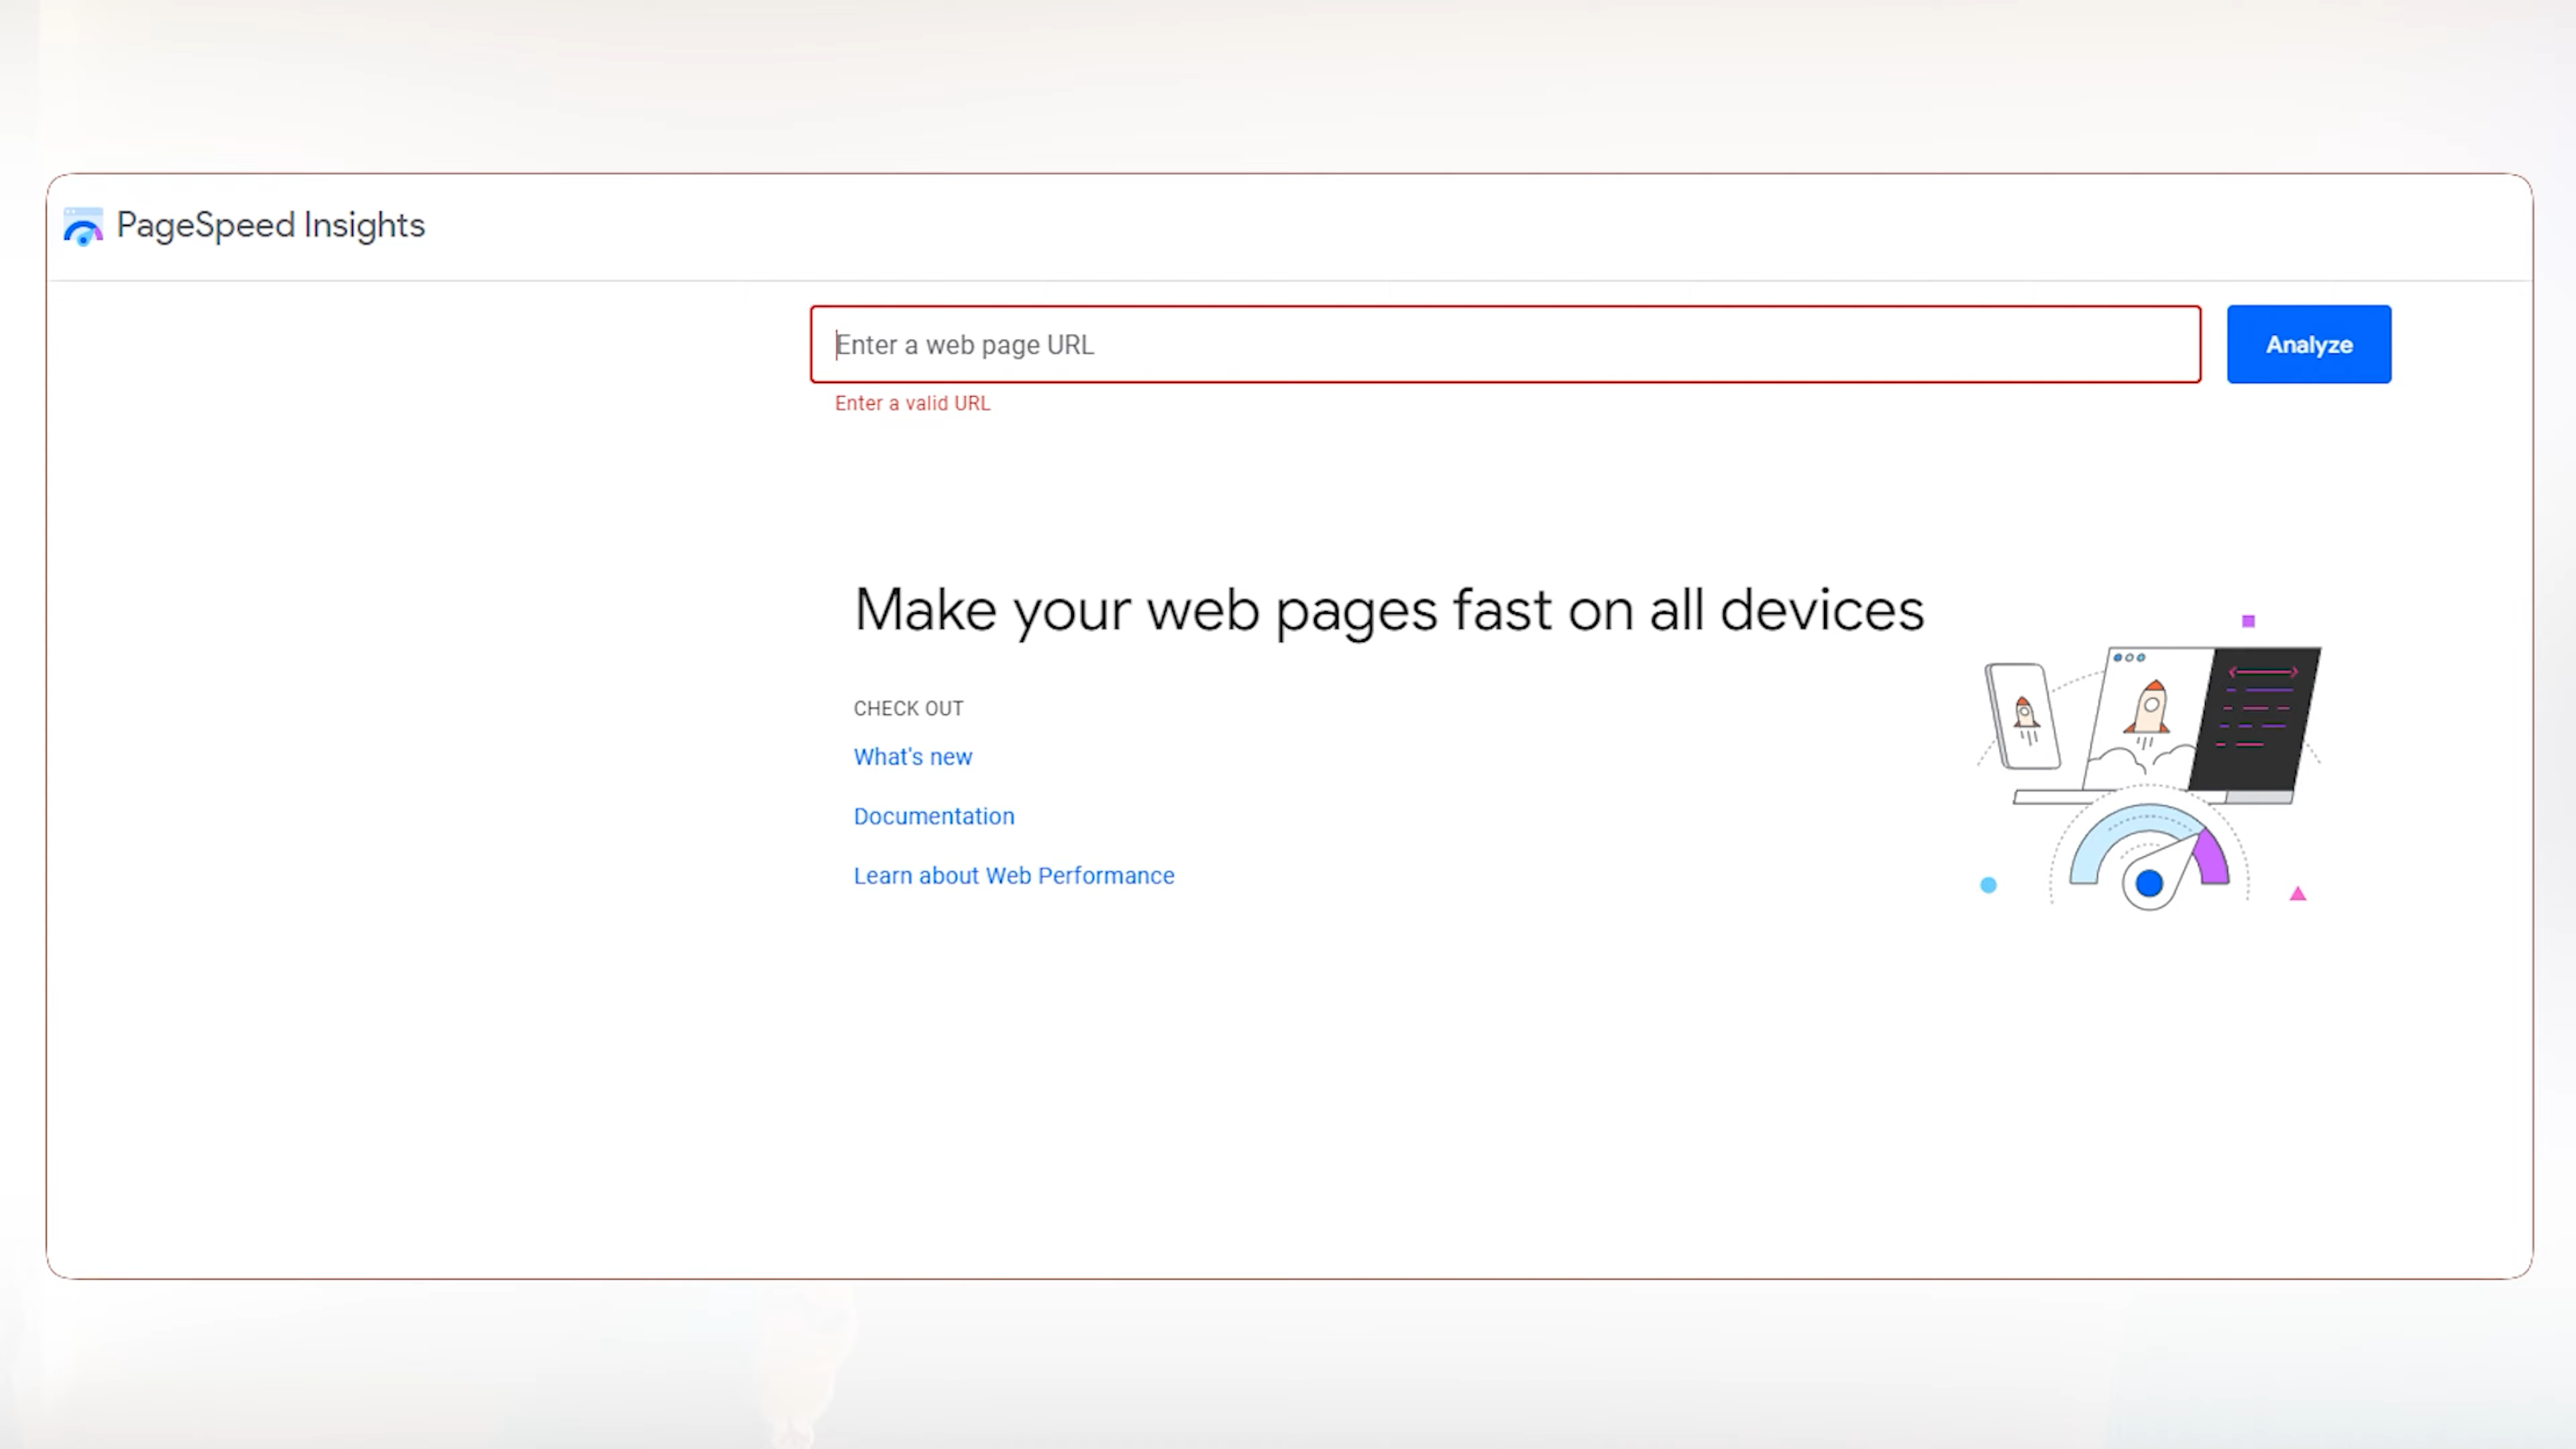 PageSpeed Insights
Enter a web page URL
Analyze
Enter a valid URL
Make your web pages fast on all devices
CHECK OUT
What's new
Documentation
Learn about Web Performance